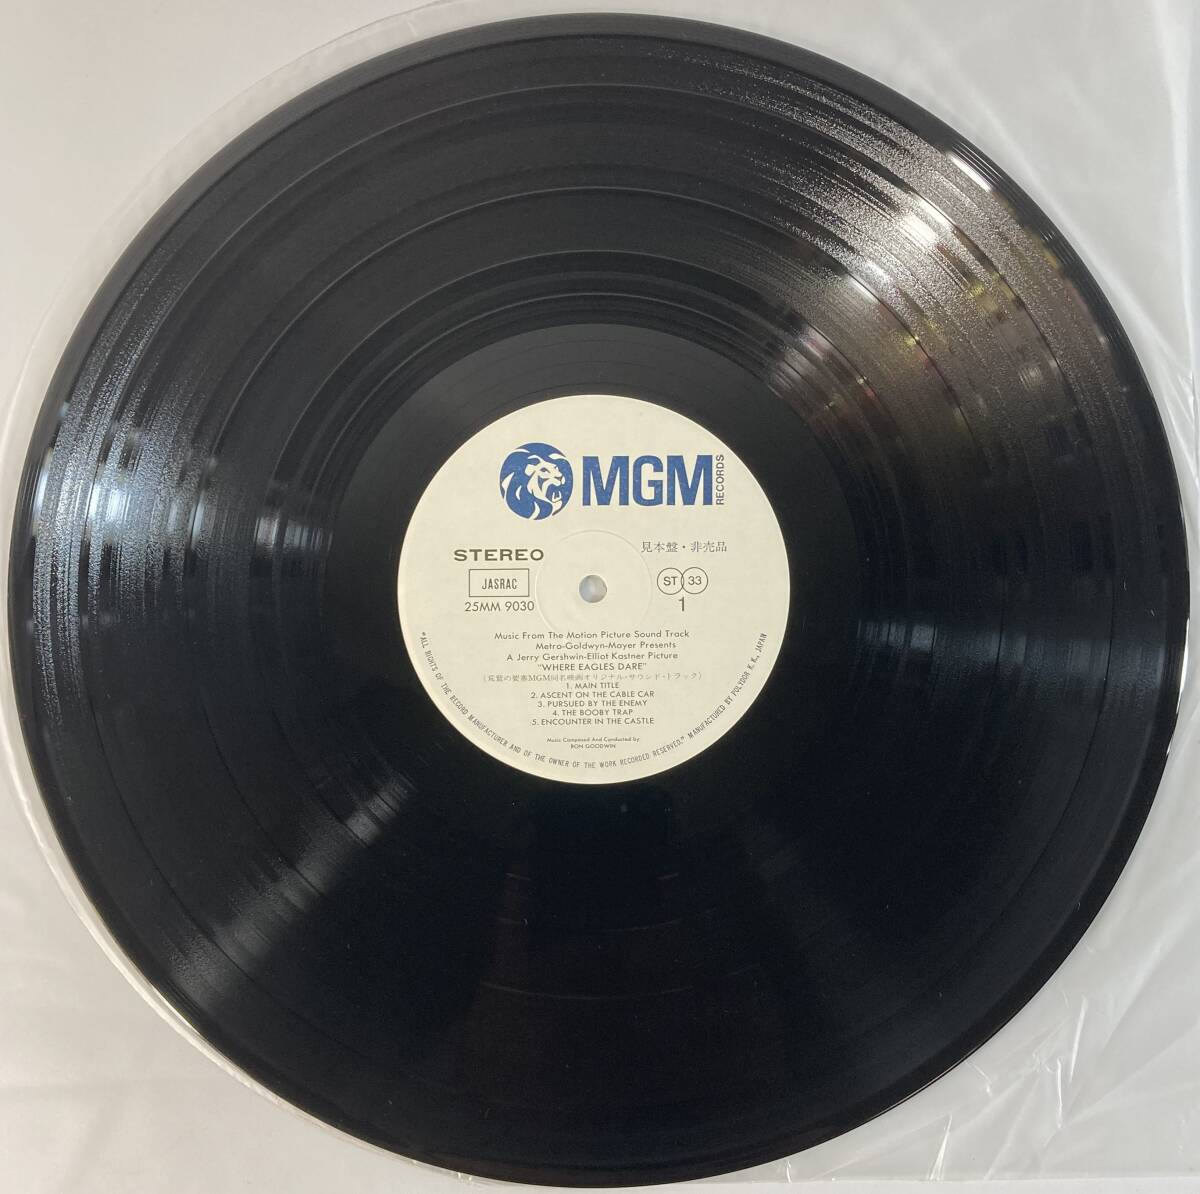 MGM RECORDS
STEREO
見本盤・非売品
JASRAC
ST 33
25MM 9030
1
Music From The Motion Picture Sound Track
Metro-Goldwyn-Mayer Presents
A Jerry Gershwin-Elliot Kastner Picture
"WHERE EAGLES DARE"
(荒鷲の要塞MGM同名映画オリジナル・サウンド・トラック)
1. MAIN TITLE
2. ASCENT ON THE CABLE CAR
3. PURSUED BY THE ENEMY
4. THE BOOBY TRAP
5. ENCOUNTER IN THE CASTLE
Music Composed And Conducted by:
RON GOODWIN
"ALL RIGHTS OF THE RECORD MANUFACTURER AND OF THE OWNER OF THE WORK RECORDED RESERVED." MANUFACTURED BY POLYDOR K.K., JAPAN